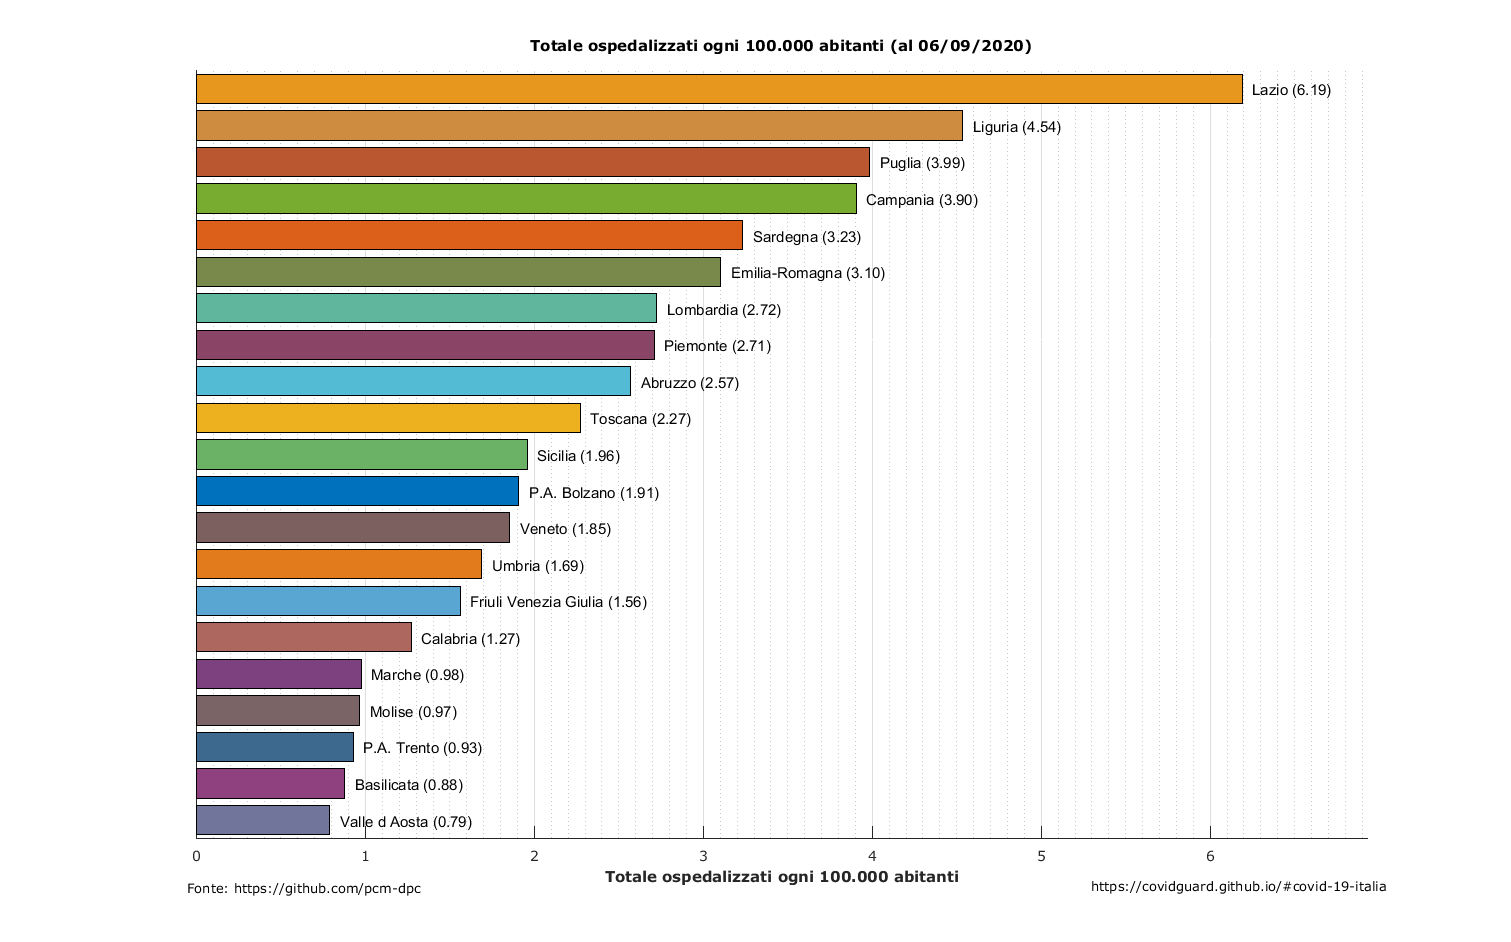 Totale ospedalizzati ogni 100.000 abitanti (al 06/09/2020)
Lazio (6.19)
Liguria (4.54)
Puglia (3.99)
Campania (3.90)
Sardegna (3.23)
Emilia-Romagna (3.10)
Lombardia (2.72)
Piemonte (2.71)
Abruzzo (2.57)
Toscana (2.27)
Sicilia (1.96)
P.A. Bolzano (1.91)
Veneto (1.85)
Umbria (1.69)
Friuli Venezia Giulia (1.56)
Calabria (1.27)
Marche (0.98)
Molise (0.97)
P.A. Trento (0.93)
Basilicata (0.88)
Valle d Aosta (0.79)
0 1 2 3 4 5 6
Totale ospedalizzati ogni 100.000 abitanti
Fonte: https://github.com/pcm-dpc
https://covidguard.github.io/#covid-19-italia